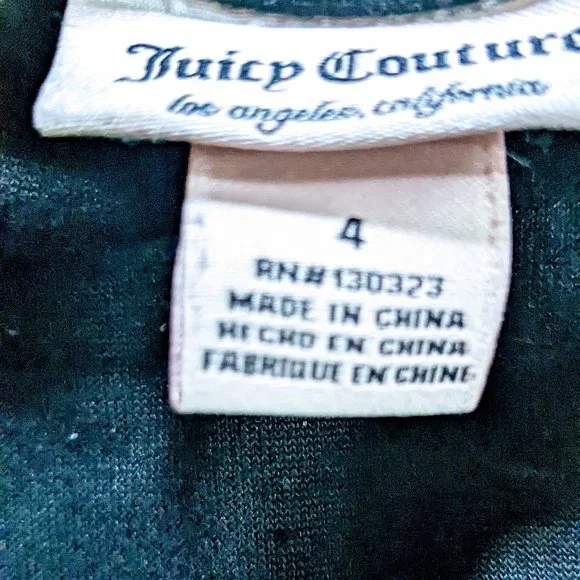 Juicy Couture
los angeles, california
4
RN#130323
MADE IN CHINA
HECHO EN CHINA
FABRIQUE EN CHINE